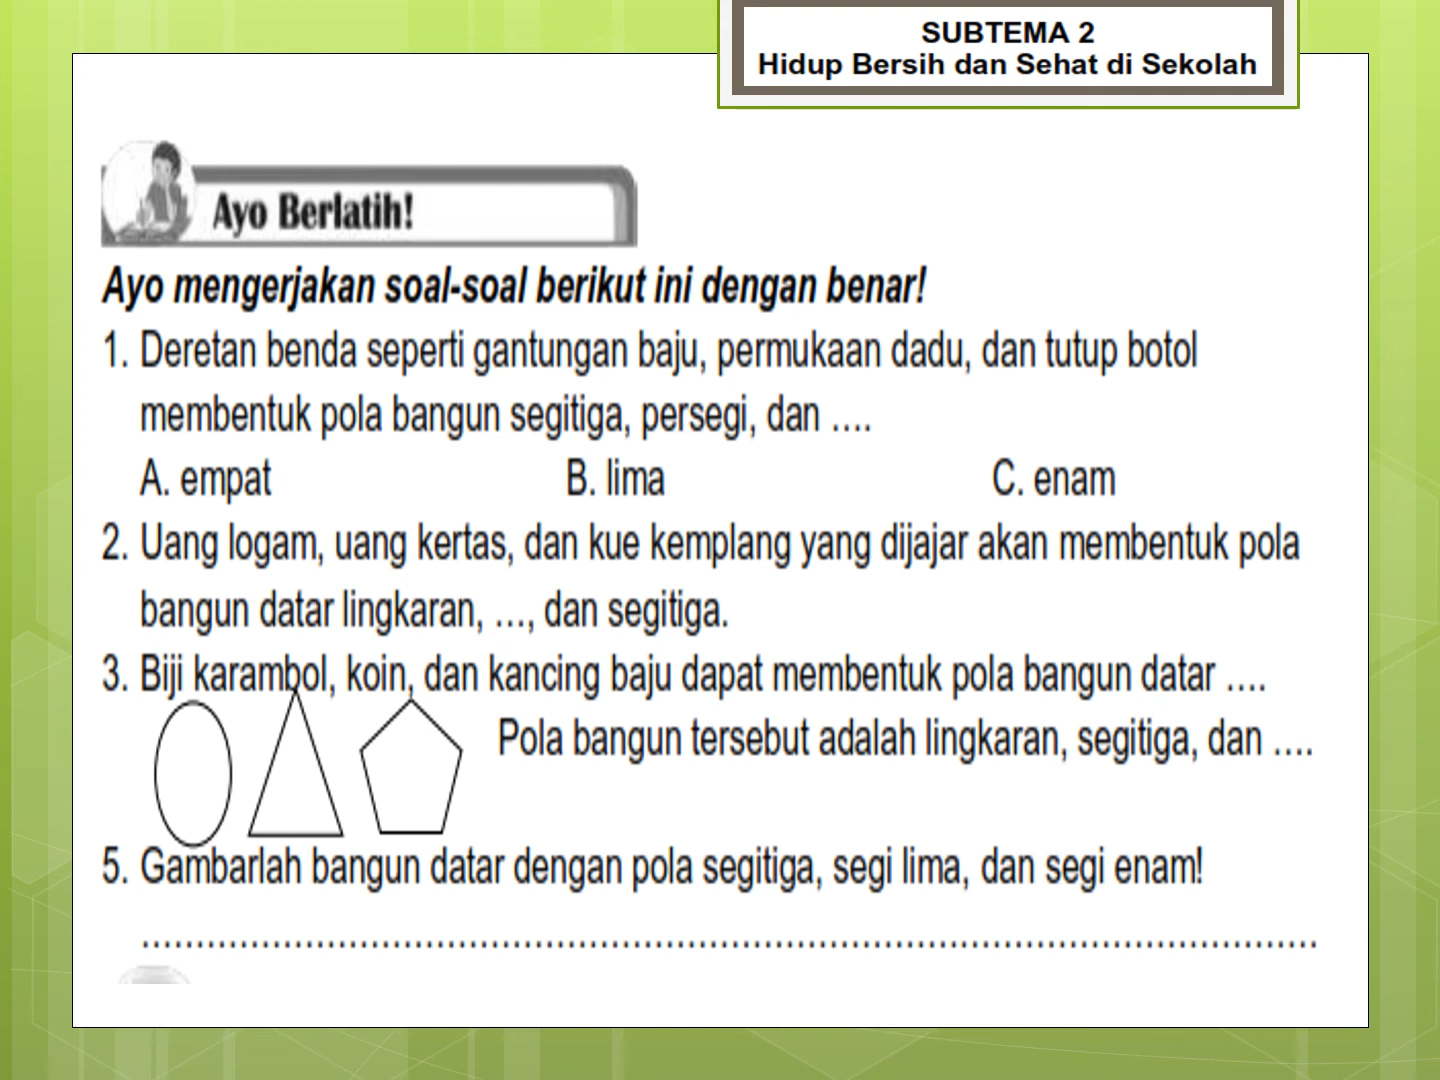 SUBTEMA 2
Hidup Bersih dan Sehat di Sekolah
Ayo Berlatih!
Ayo mengerjakan soal-soal berikut ini dengan benar!
1. Deretan benda seperti gantungan baju, permukaan dadu, dan tutup botol
membentuk pola bangun segitiga, persegi, dan ....
A. empat B. lima C. enam
2. Uang logam, uang kertas, dan kue kemplang yang dijajar akan membentuk pola
bangun datar lingkaran, ..., dan segitiga.
3. Biji karambol, koin, dan kancing baju dapat membentuk pola bangun datar ....
Pola bangun tersebut adalah lingkaran, segitiga, dan ....
5. Gambarlah bangun datar dengan pola segitiga, segi lima, dan segi enam!
............................................................................................................